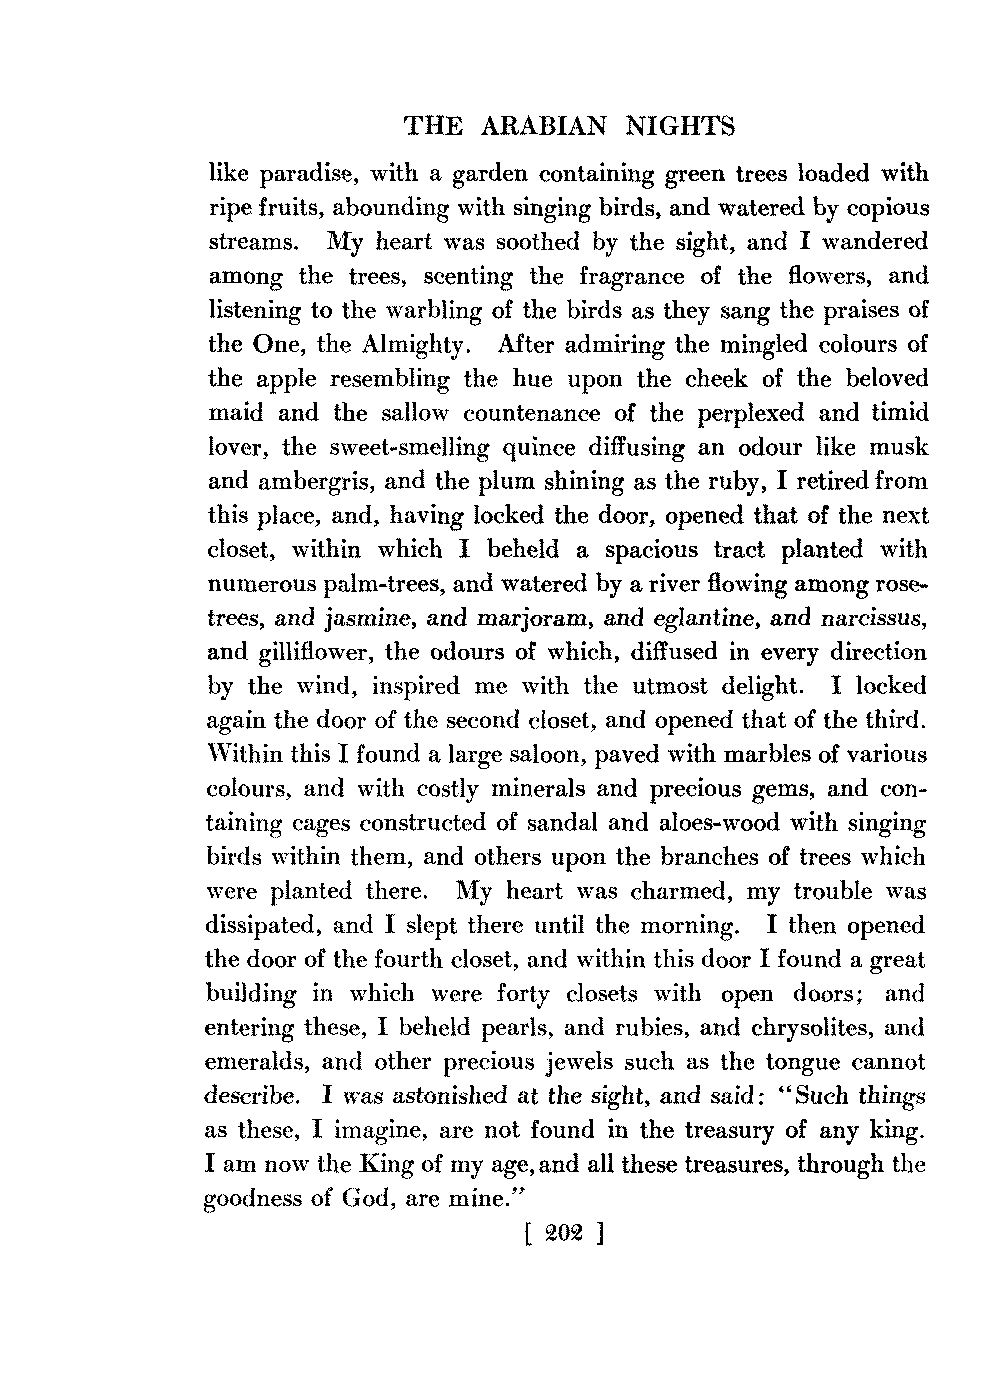 THE ARABIAN NIGHTS
like paradise, with a garden containing green trees loaded with
ripe fruits, abounding with singing birds, and watered by copious
streams. My heart was soothed by the sight, and I wandered
among the trees, scenting the fragrance of the flowers, and
listening to the warbling of the birds as they sang the praises of
the One, the Almighty. After admiring the mingled colours of
the apple resembling the hue upon the cheek of the beloved
maid and the sallow countenance of the perplexed and timid
lover, the sweet-smelling quince diffusing an odour like musk
and ambergris, and the plum shining as the ruby, I retired from
this place, and, having locked the door, opened that of the next
closet, within which I beheld a spacious tract planted with
numerous palm-trees, and watered by a river flowing among rose-
trees, and jasmine, and marjoram, and eglantine, and narcissus,
and gilliflower, the odours of which, diffused in every direction
by the wind, inspired me with the utmost delight. I locked
again the door of the second closet, and opened that of the third.
Within this I found a large saloon, paved with marbles of various
colours, and with costly minerals and precious gems, and con-
taining cages constructed of sandal and aloes-wood with singing
birds within them, and others upon the branches of trees which
were planted there. My heart was charmed, my trouble was
dissipated, and I slept there until the morning. I then opened
the door of the fourth closet, and within this door I found a great
building in which were forty closets with open doors; and
entering these, I beheld pearls, and rubies, and chrysolites, and
emeralds, and other precious jewels such as the tongue cannot
describe. I was astonished at the sight, and said: “Such things
as these, I imagine, are not found in the treasury of any king.
I am now the King of my age, and all these treasures, through the
goodness of God, are mine.”
[ 202 ]